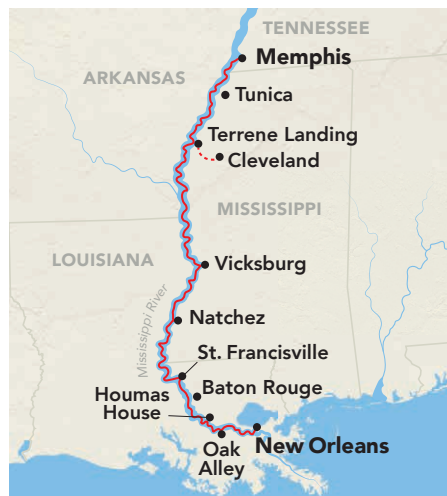 TENNESSEE
Memphis
ARKANSAS
Tunica
Terrene Landing
Cleveland
MISSISSIPPI
LOUISIANA
Vicksburg
Mississippi River
Natchez
St. Francisville
Baton Rouge
Houmas
House
New Orleans
Oak
Alley